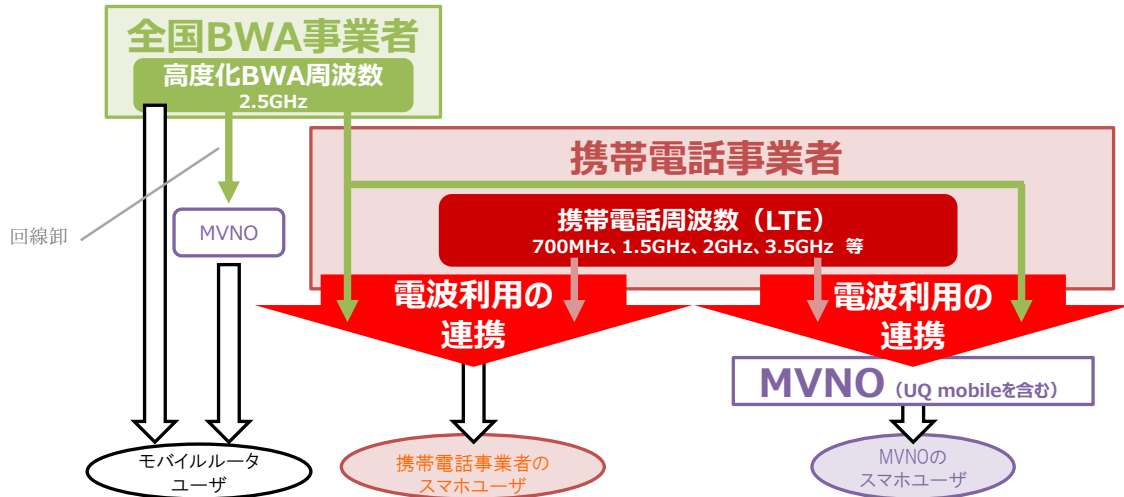 全国BWA事業者
高度化BWA周波数
2.5GHz
携帯電話事業者
携帯電話周波数（LTE）
700MHz、1.5GHz、2GHz、3.5GHz 等
回線卸
MVNO
電波利用の
連携
電波利用の
連携
MVNO（UQ mobileを含む）
モバイルルータ
ユーザ
携帯電話事業者の
スマホユーザ
MVNOの
スマホユーザ